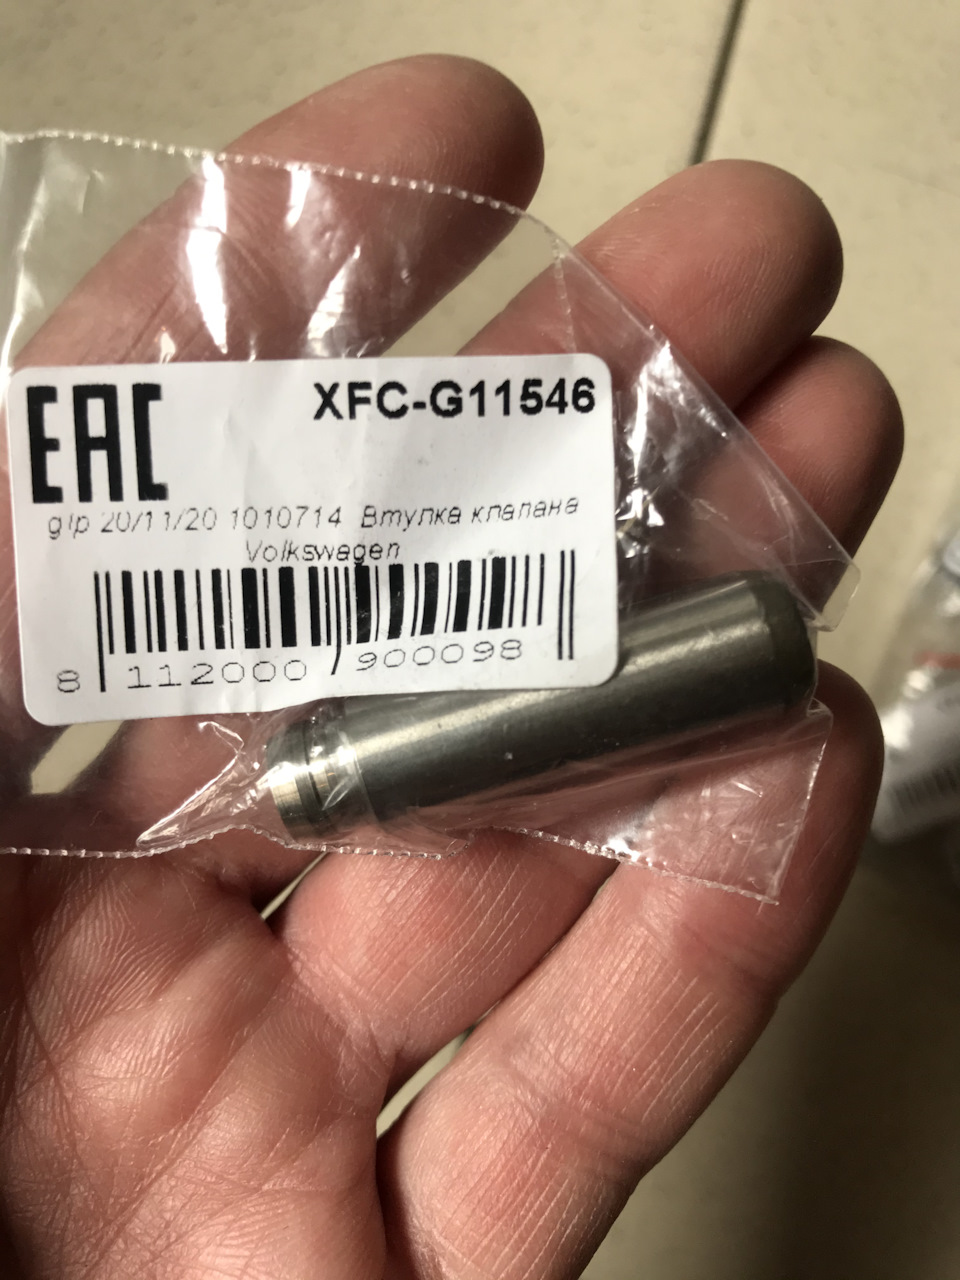 EAC
XFC-G11546
g/p 20/11/20 1010714 Втулка клапана
Volkswagen
8 112000 900098